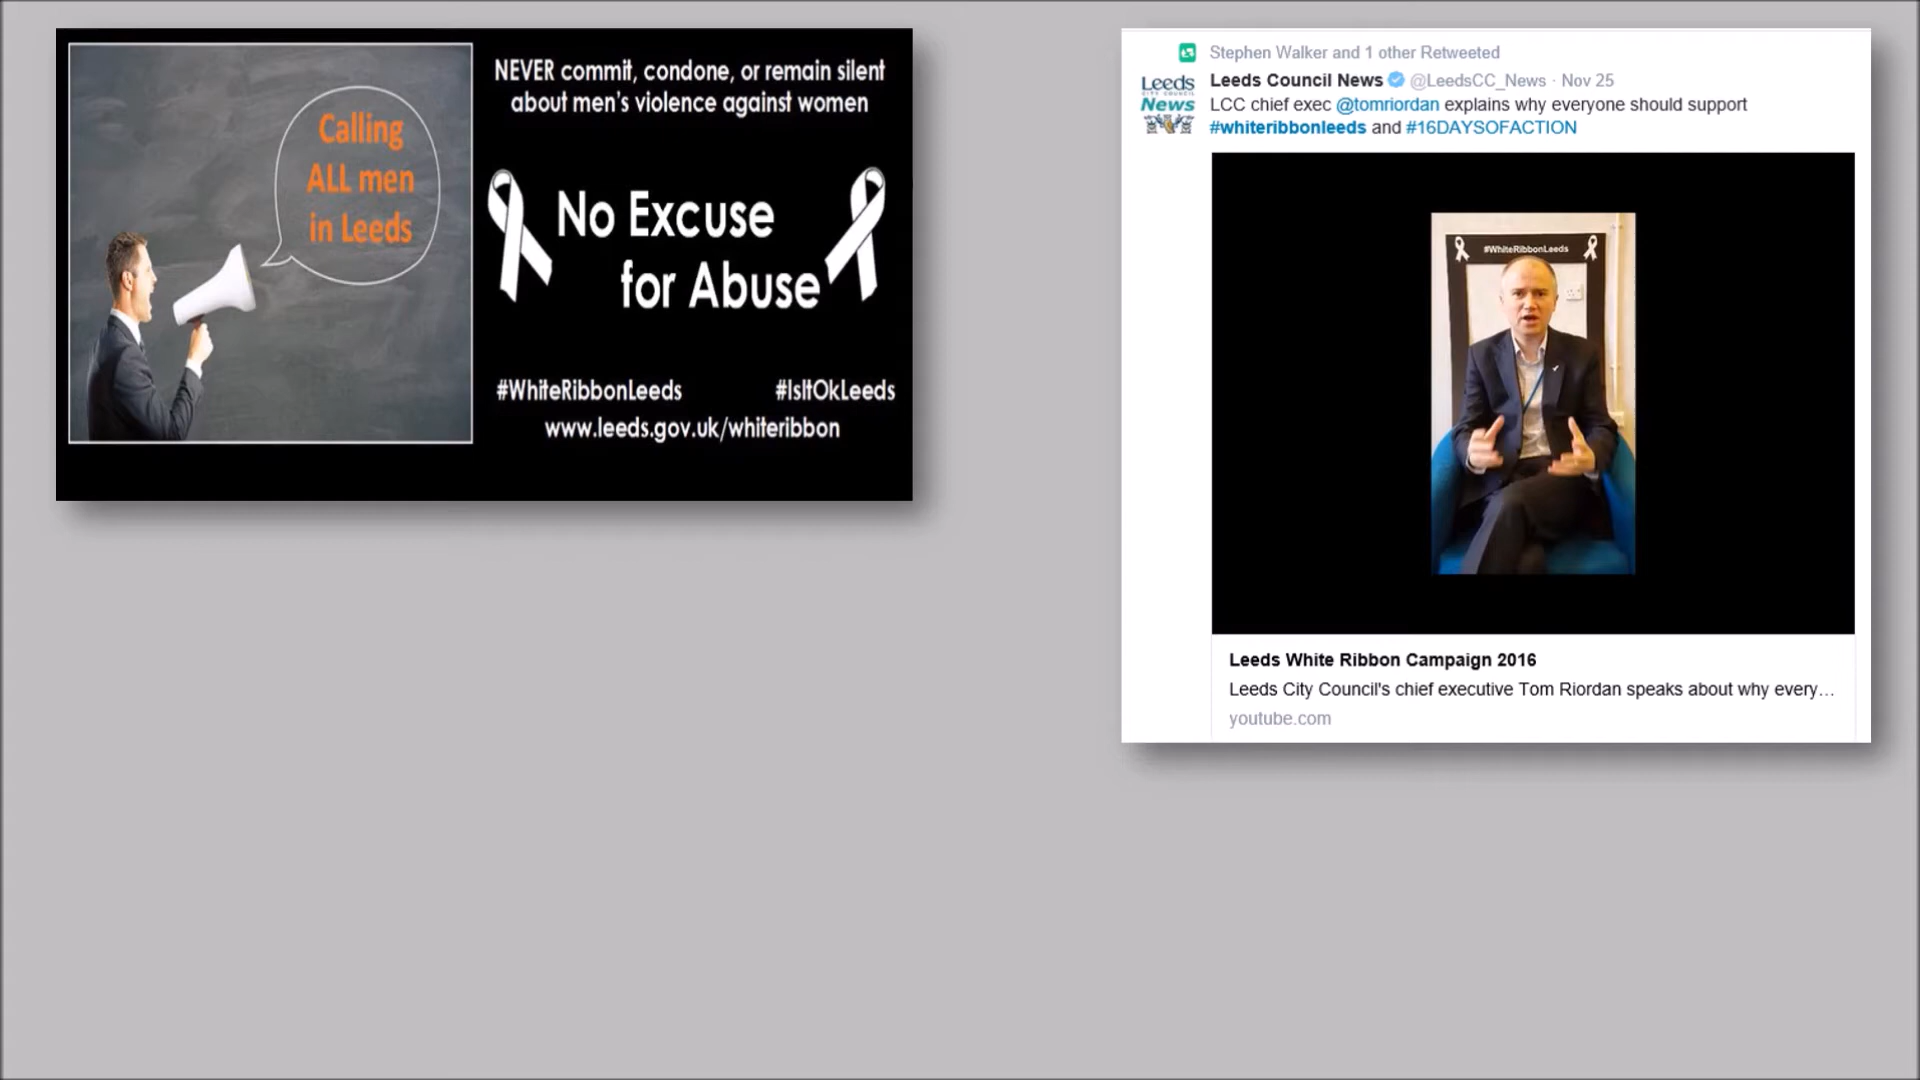 Calling
ALL men
in Leeds
NEVER commit, condone, or remain silent
about men's violence against women
No Excuse
for Abuse
#WhiteRibbonLeeds #IsItOkLeeds
www.leeds.gov.uk/whiteribbon
Stephen Walker and 1 other Retweeted
Leeds
CITY COUNCIL
News
Leeds Council News @LeedsCC_News · Nov 25
LCC chief exec @tomriordan explains why everyone should support
#whiteribbonleeds and #16DAYSOFACTION
#WhiteRibbonLeeds
Leeds White Ribbon Campaign 2016
Leeds City Council's chief executive Tom Riordan speaks about why every…
youtube.com